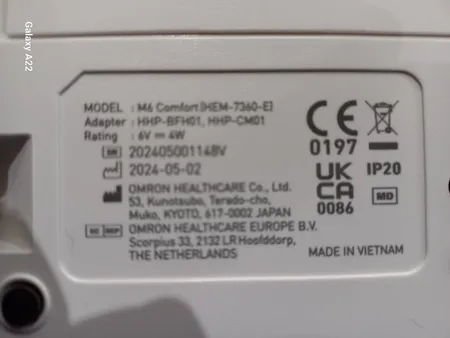 Galaxy A22
MODEL : M6 Comfort (HEM-7360-E)
Adapter : HHP-BFH01, HHP-CM01
Rating : 6V ⎓ 4W
SN 20240500114BV
2024-05-02
OMRON HEALTHCARE Co., Ltd.
53, Kunotsubo, Terado-cho,
Muko, KYOTO, 617-0002 JAPAN
EC REP OMRON HEALTHCARE EUROPE B.V.
Scorpius 33, 2132 LR Hoofddorp,
THE NETHERLANDS
CE
0197
UK
CA
0086
IP20
MD
MADE IN VIETNAM